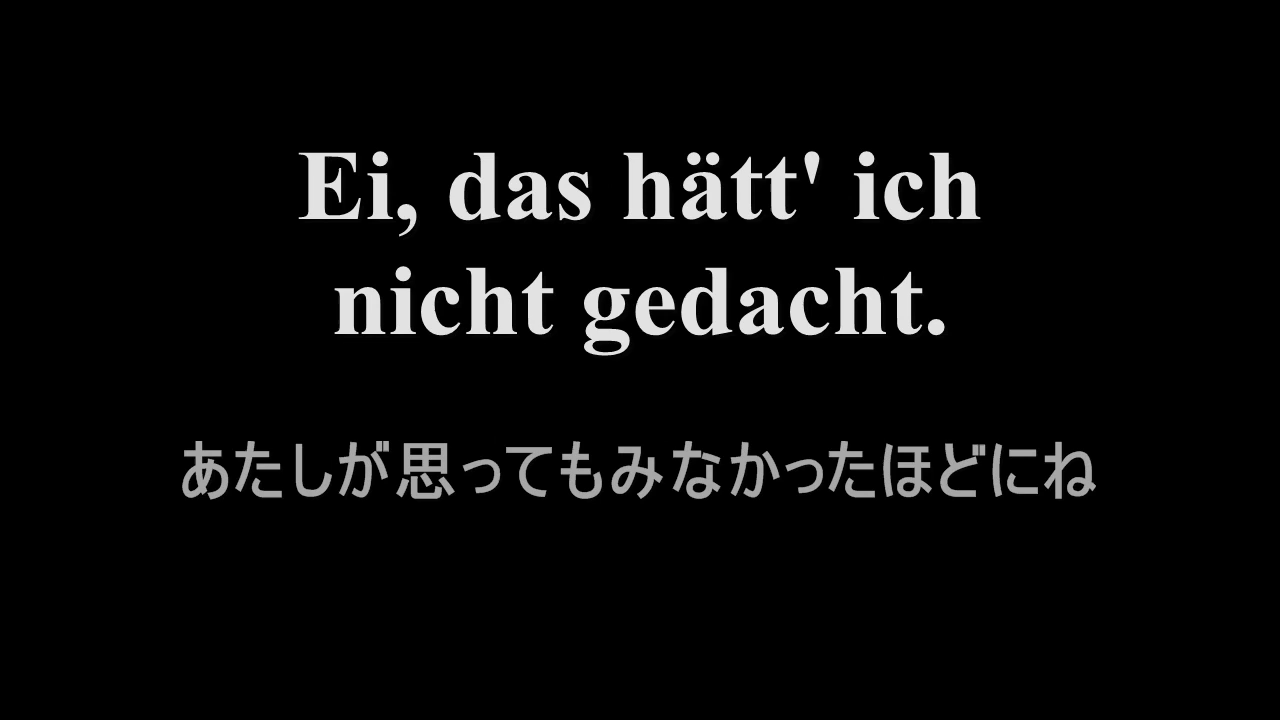 Ei, das hätt' ich
nicht gedacht.
あたしが思ってもみなかったほどにね